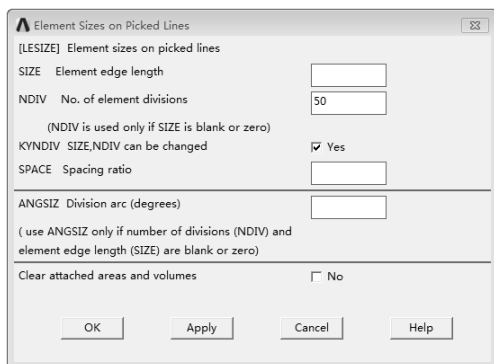 Element Sizes on Picked Lines
[LESIZE] Element sizes on picked lines
SIZE Element edge length
NDIV No. of element divisions 50
(NDIV is used only if SIZE is blank or zero)
KYNDIV SIZE,NDIV can be changed Yes
SPACE Spacing ratio
ANGSIZ Division arc (degrees)
( use ANGSIZ only if number of divisions (NDIV) and
element edge length (SIZE) are blank or zero)
Clear attached areas and volumes No
OK Apply Cancel Help